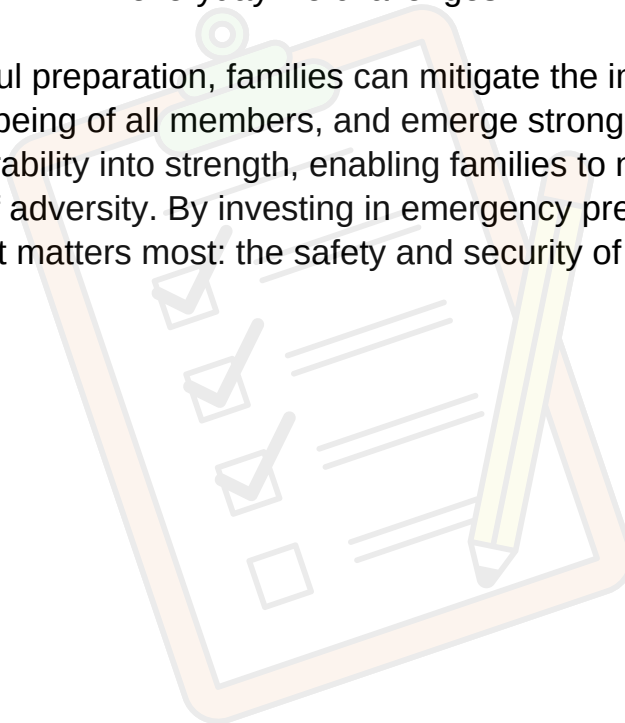 ul preparation, families can mitigate the in
being of all members, and emerge strong
ability into strength, enabling families to n
adversity. By investing in emergency pre
t matters most: the safety and security of